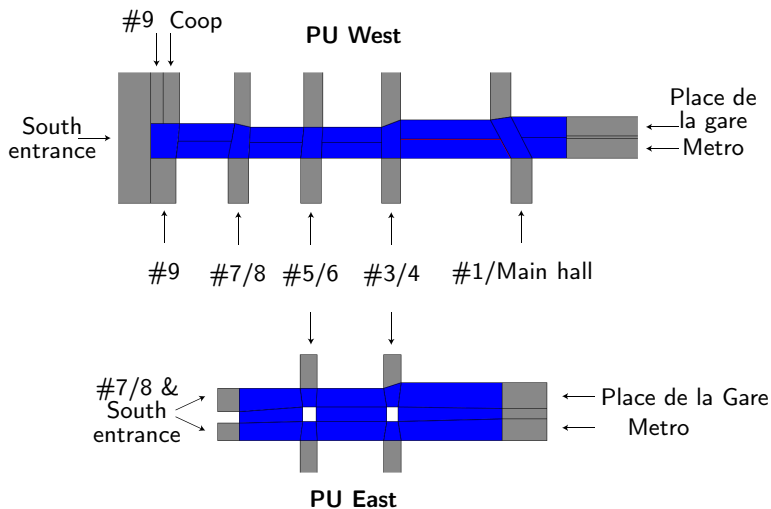 #9 Coop
PU West
Place de
la gare
Metro
South
entrance
#9 #7/8 #5/6 #3/4 #1/Main hall
#7/8 &
South
entrance
Place de la Gare
Metro
PU East